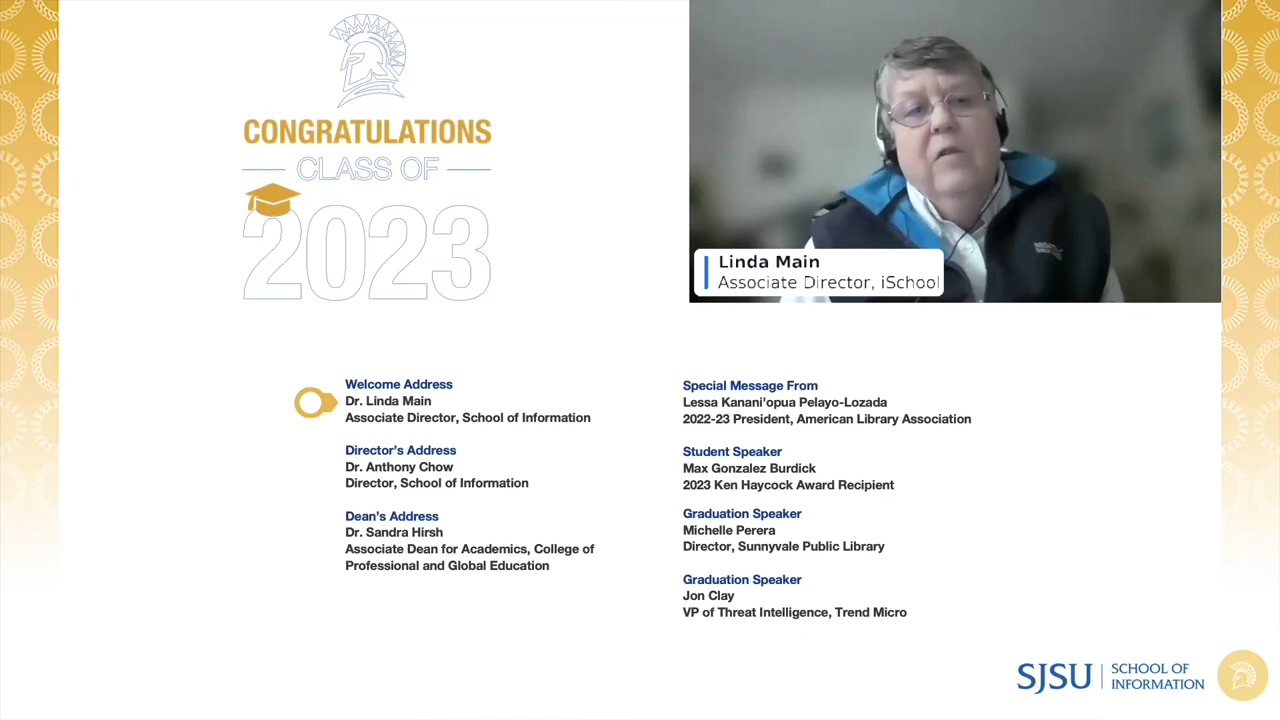 CONGRATULATIONS
CLASS OF
2023
Linda Main
Associate Director, iSchool
Welcome Address
Dr. Linda Main
Associate Director, School of Information
Director's Address
Dr. Anthony Chow
Director, School of Information
Dean's Address
Dr. Sandra Hirsh
Associate Dean for Academics, College of
Professional and Global Education
Special Message From
Lessa Kanani'opua Pelayo-Lozada
2022-23 President, American Library Association
Student Speaker
Max Gonzalez Burdick
2023 Ken Haycock Award Recipient
Graduation Speaker
Michelle Perera
Director, Sunnyvale Public Library
Graduation Speaker
Jon Clay
VP of Threat Intelligence, Trend Micro
SJSU
SCHOOL OF
INFORMATION